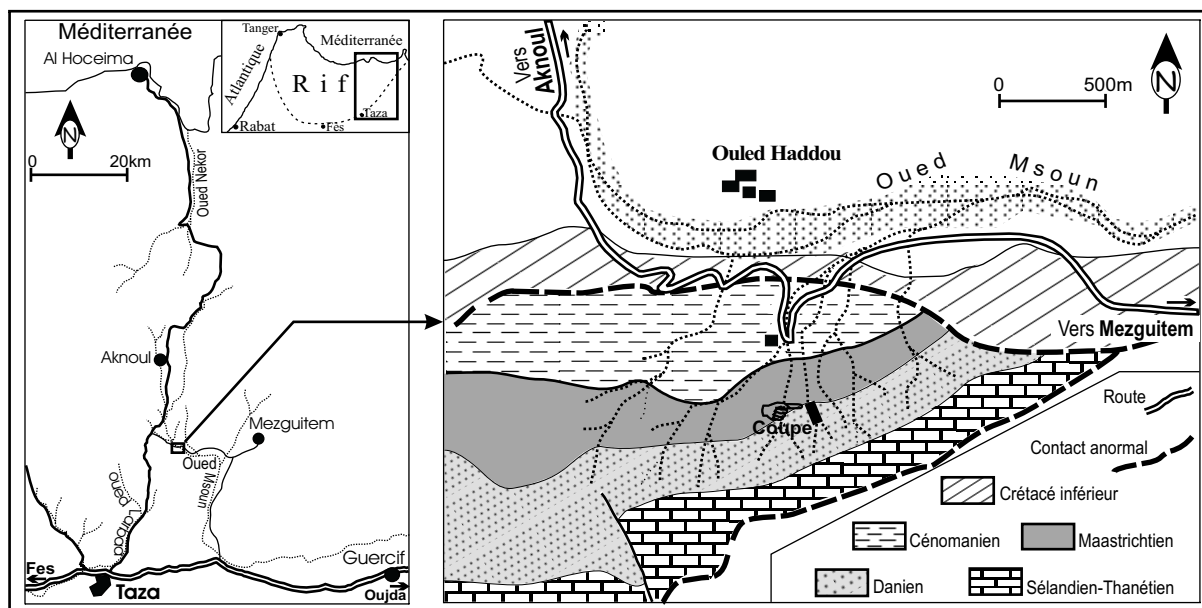 Méditerranée
Al Hoceima
N
0 20km
Oued Nekor
Aknoul
Mezguitem
Oued
Msoun
Oued Larbaa
Fes
Taza
Guercif
Oujda
Tanger
Méditerranée
Atlantique
Rif
Taza
Rabat
Fès
Vers
Aknoul
0 500m
N
Ouled Haddou
Oued Msoun
Vers Mezguitem
Coupe
Route
Contact anormal
Crétacé inférieur
Cénomanien
Maastrichtien
Danien
Sélandien-Thanétien